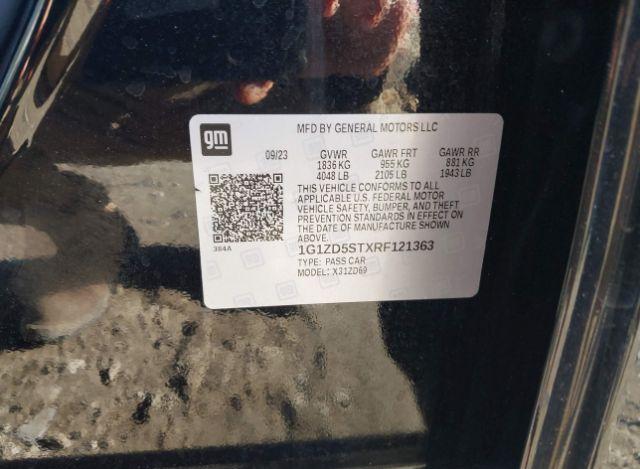 gm
MFD BY GENERAL MOTORS LLC
09/23 GVWR GAWR FRT GAWR RR
1836 KG 955 KG 881 KG
4048 LB 2105 LB 1943 LB
THIS VEHICLE CONFORMS TO ALL
APPLICABLE U.S. FEDERAL MOTOR
VEHICLE SAFETY, BUMPER, AND THEFT
PREVENTION STANDARDS IN EFFECT ON
THE DATE OF MANUFACTURE SHOWN
ABOVE.
384A
1G1ZD5STXRF121363
TYPE: PASS CAR
MODEL: X31ZD69